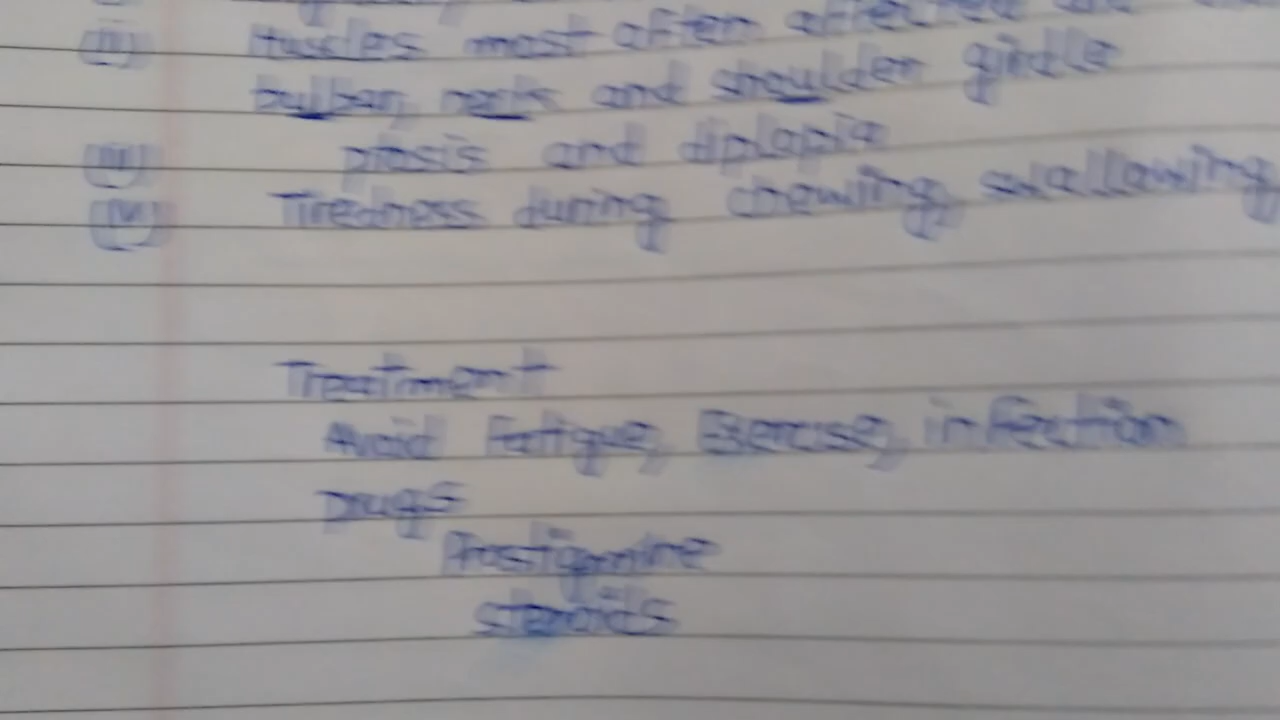 (ii) Muscles most often affected are
bulbar, neck and shoulder girdle
(iii) ptosis and diplopia
(iv) Tiredness during chewing, swallowing
Treatment
Avoid Fatigue, Exercise, infection
Drugs
Prostigmine
steroids